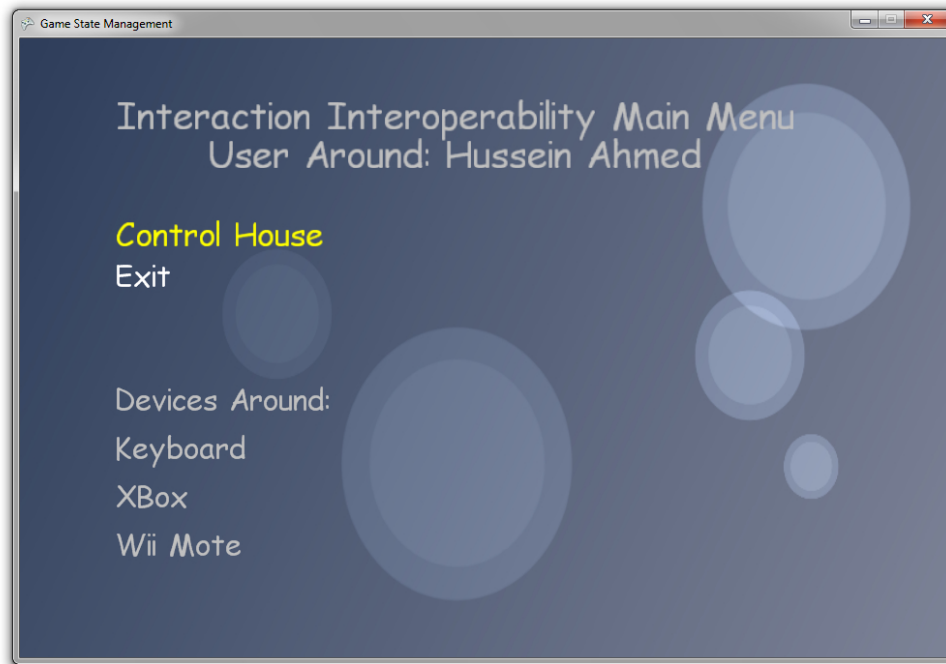 Game State Management
Interaction Interoperability Main Menu
User Around: Hussein Ahmed
Control House
Exit
Devices Around:
Keyboard
XBox
Wii Mote